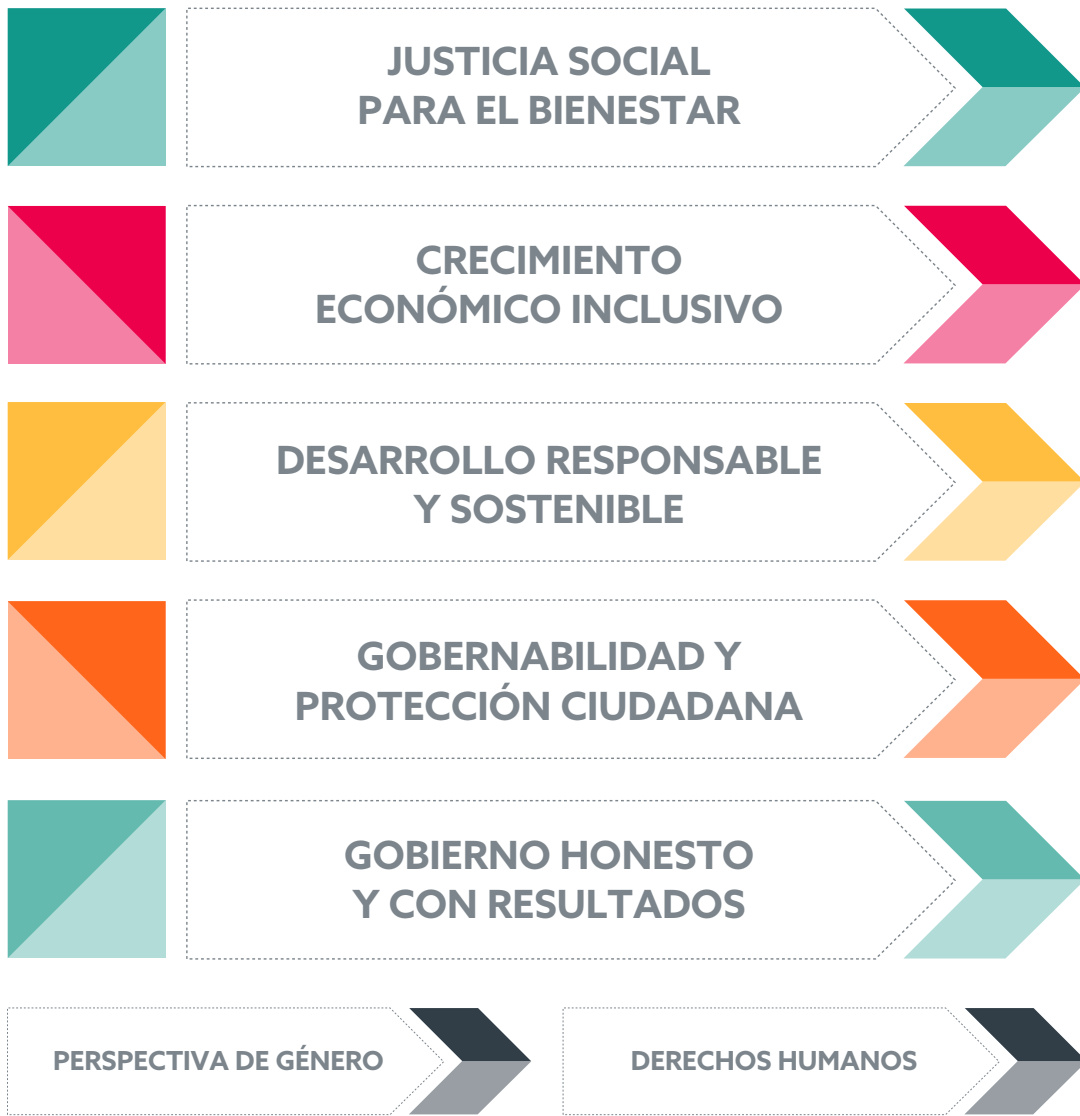 JUSTICIA SOCIAL
PARA EL BIENESTAR
CRECIMIENTO
ECONÓMICO INCLUSIVO
DESARROLLO RESPONSABLE
Y SOSTENIBLE
GOBERNABILIDAD Y
PROTECCIÓN CIUDADANA
GOBIERNO HONESTO
Y CON RESULTADOS
PERSPECTIVA DE GÉNERO
DERECHOS HUMANOS